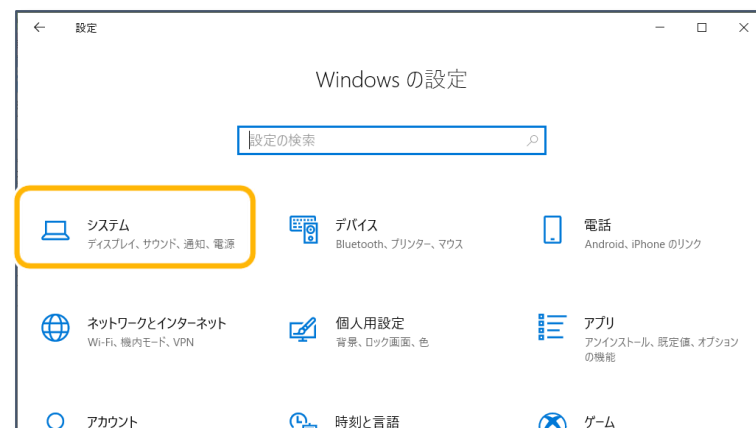 設定
Windows の設定
設定の検索
システム
ディスプレイ、サウンド、通知、電源
デバイス
Bluetooth、プリンター、マウス
電話
Android、iPhone のリンク
ネットワークとインターネット
Wi-Fi、機内モード、VPN
個人用設定
背景、ロック画面、色
アプリ
アンインストール、既定値、オプション
の機能
アカウント
時刻と言語
ゲーム